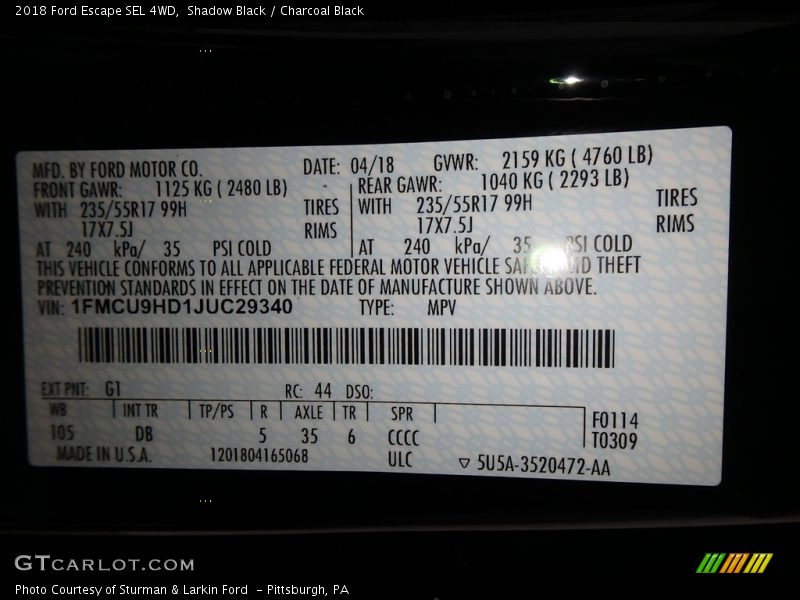 2018 Ford Escape SEL 4WD,  Shadow Black / Charcoal Black
MFD. BY FORD MOTOR CO. DATE: 04/18 GVWR: 2159 KG ( 4760 LB)
FRONT GAWR: 1125 KG ( 2480 LB) REAR GAWR: 1040 KG ( 2293 LB)
WITH 235/55R17 99H TIRES WITH 235/55R17 99H TIRES
17X7.5J RIMS 17X7.5J RIMS
AT 240 kPa/ 35 PSI COLD AT 240 kPa/ 35 PSI COLD
THIS VEHICLE CONFORMS TO ALL APPLICABLE FEDERAL MOTOR VEHICLE SAFETY AND THEFT
PREVENTION STANDARDS IN EFFECT ON THE DATE OF MANUFACTURE SHOWN ABOVE.
VIN: 1FMCU9HD1JUC29340 TYPE: MPV
EXT PNT: G1 RC: 44 DSO:
WB INT TR TP/PS R AXLE TR SPR F0114
105 DB 5 35 6 CCCC T0309
MADE IN U.S.A. 1201804165068 ULC ▽ 5U5A-3520472-AA
GTCARLOT.COM
Photo Courtesy of Sturman & Larkin Ford - Pittsburgh, PA